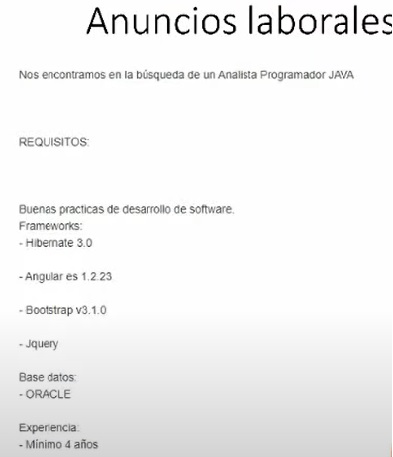 Anuncios laborales
Nos encontramos en la búsqueda de un Analista Programador JAVA
REQUISITOS:
Buenas practicas de desarrollo de software.
Frameworks:
- Hibernate 3.0
- Angular es 1.2.23
- Bootstrap v3.1.0
- Jquery
Base datos:
- ORACLE
Experiencia:
- Mínimo 4 años